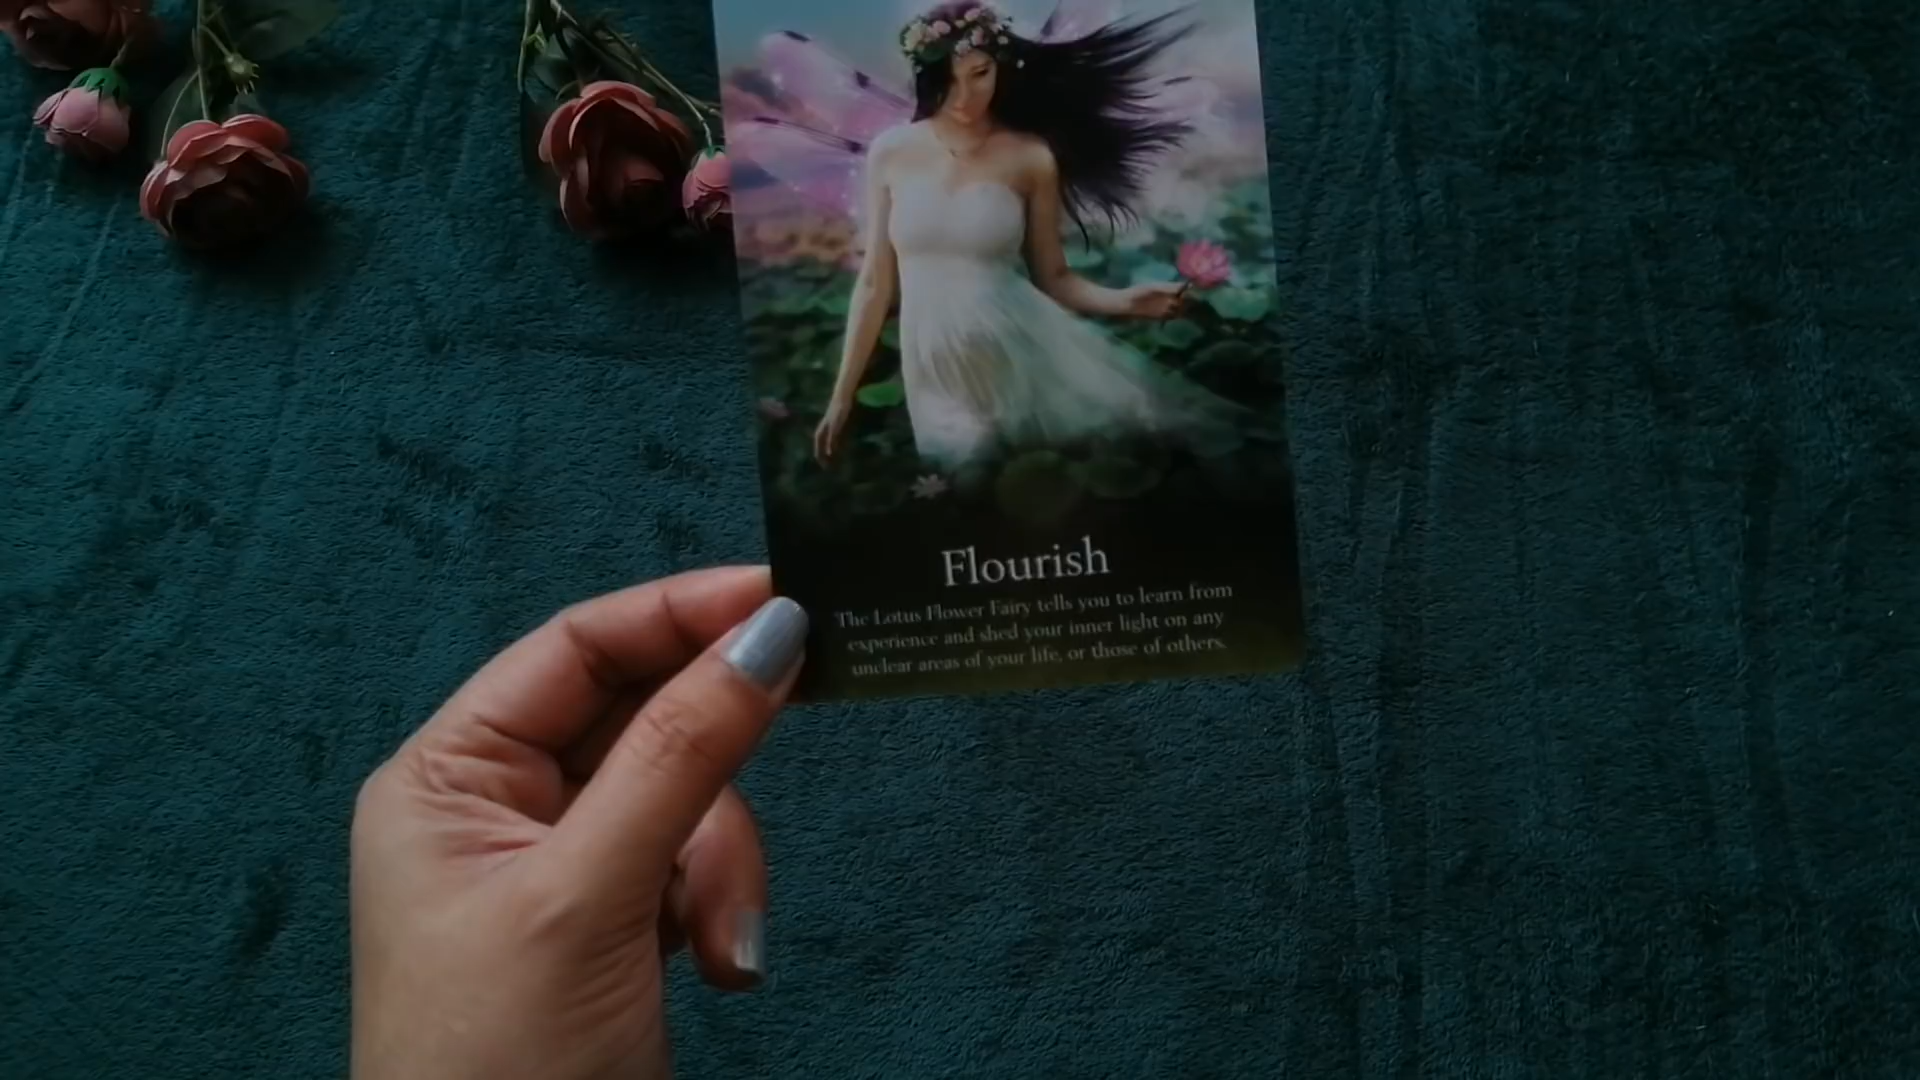 Flourish
The Lotus Flower Fairy tells you to learn from
experience and shed your inner light on any
unclear areas of your life, or those of others.